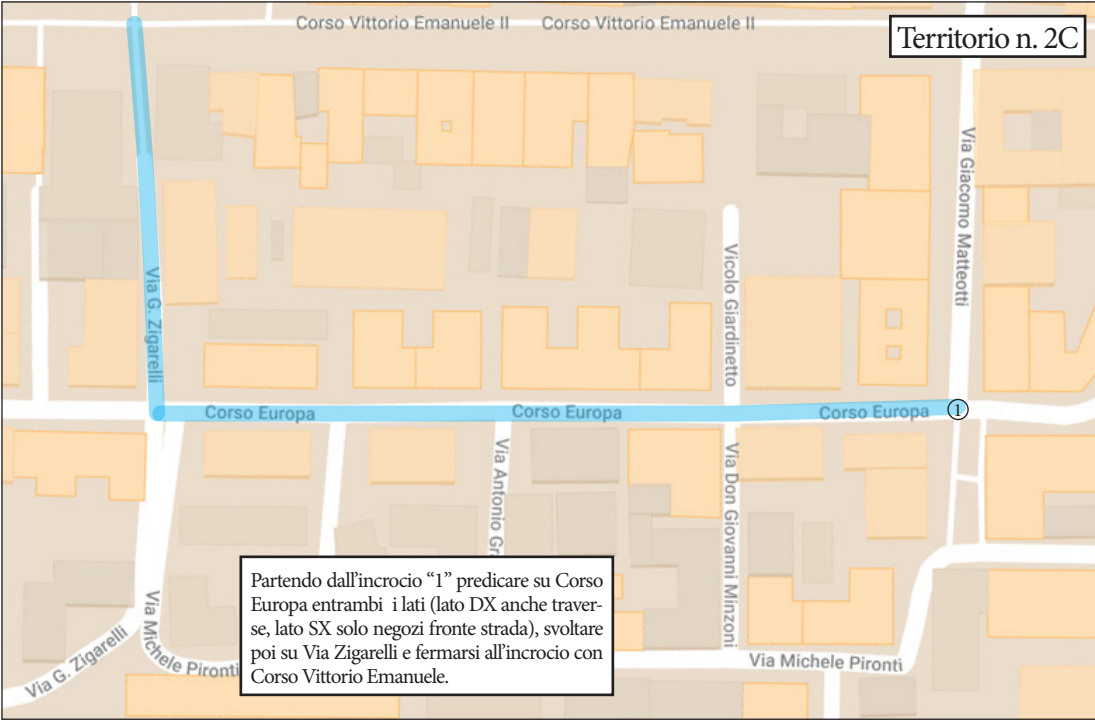 Corso Vittorio Emanuele II
Corso Vittorio Emanuele II
Territorio n. 2C
Via Giacomo Matteotti
Vicolo Giardinetto
Via G. Zigarelli
Corso Europa
Corso Europa
Corso Europa
1
Via Antonio Gra
Via Don Giovanni Minzoni
Partendo dall'incrocio “1” predicare su Corso
Europa entrambi i lati (lato DX anche traver-
se, lato SX solo negozi fronte strada), svoltare
poi su Via Zigarelli e fermarsi all'incrocio con
Corso Vittorio Emanuele.
Via G. Zigarelli
Via Michele Pironti
Via Michele Pironti